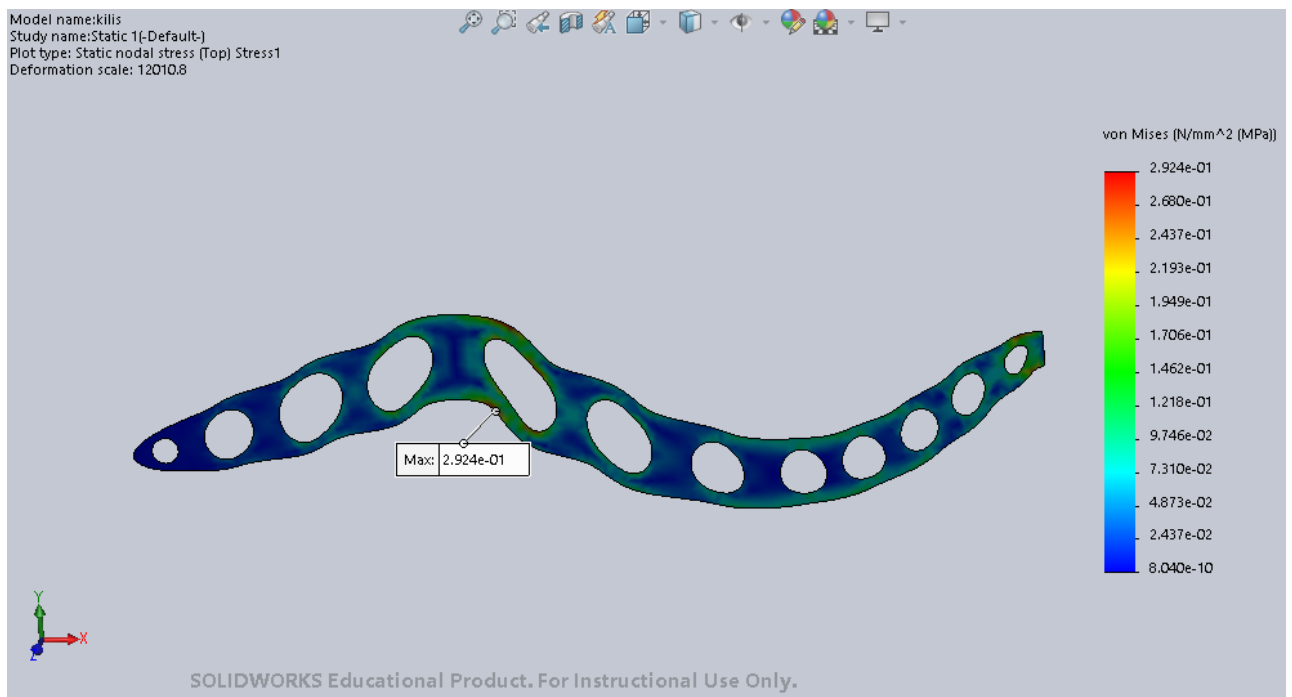 Model name:kilis
Study name:Static 1(-Default-)
Plot type: Static nodal stress (Top) Stress1
Deformation scale: 12010.8
von Mises (N/mm^2 (MPa))
2.924e-01
2.680e-01
2.437e-01
2.193e-01
1.949e-01
1.706e-01
1.462e-01
1.218e-01
9.746e-02
7.310e-02
4.873e-02
2.437e-02
8.040e-10
Max: 2.924e-01
Y
X
Z
SOLIDWORKS Educational Product. For Instructional Use Only.